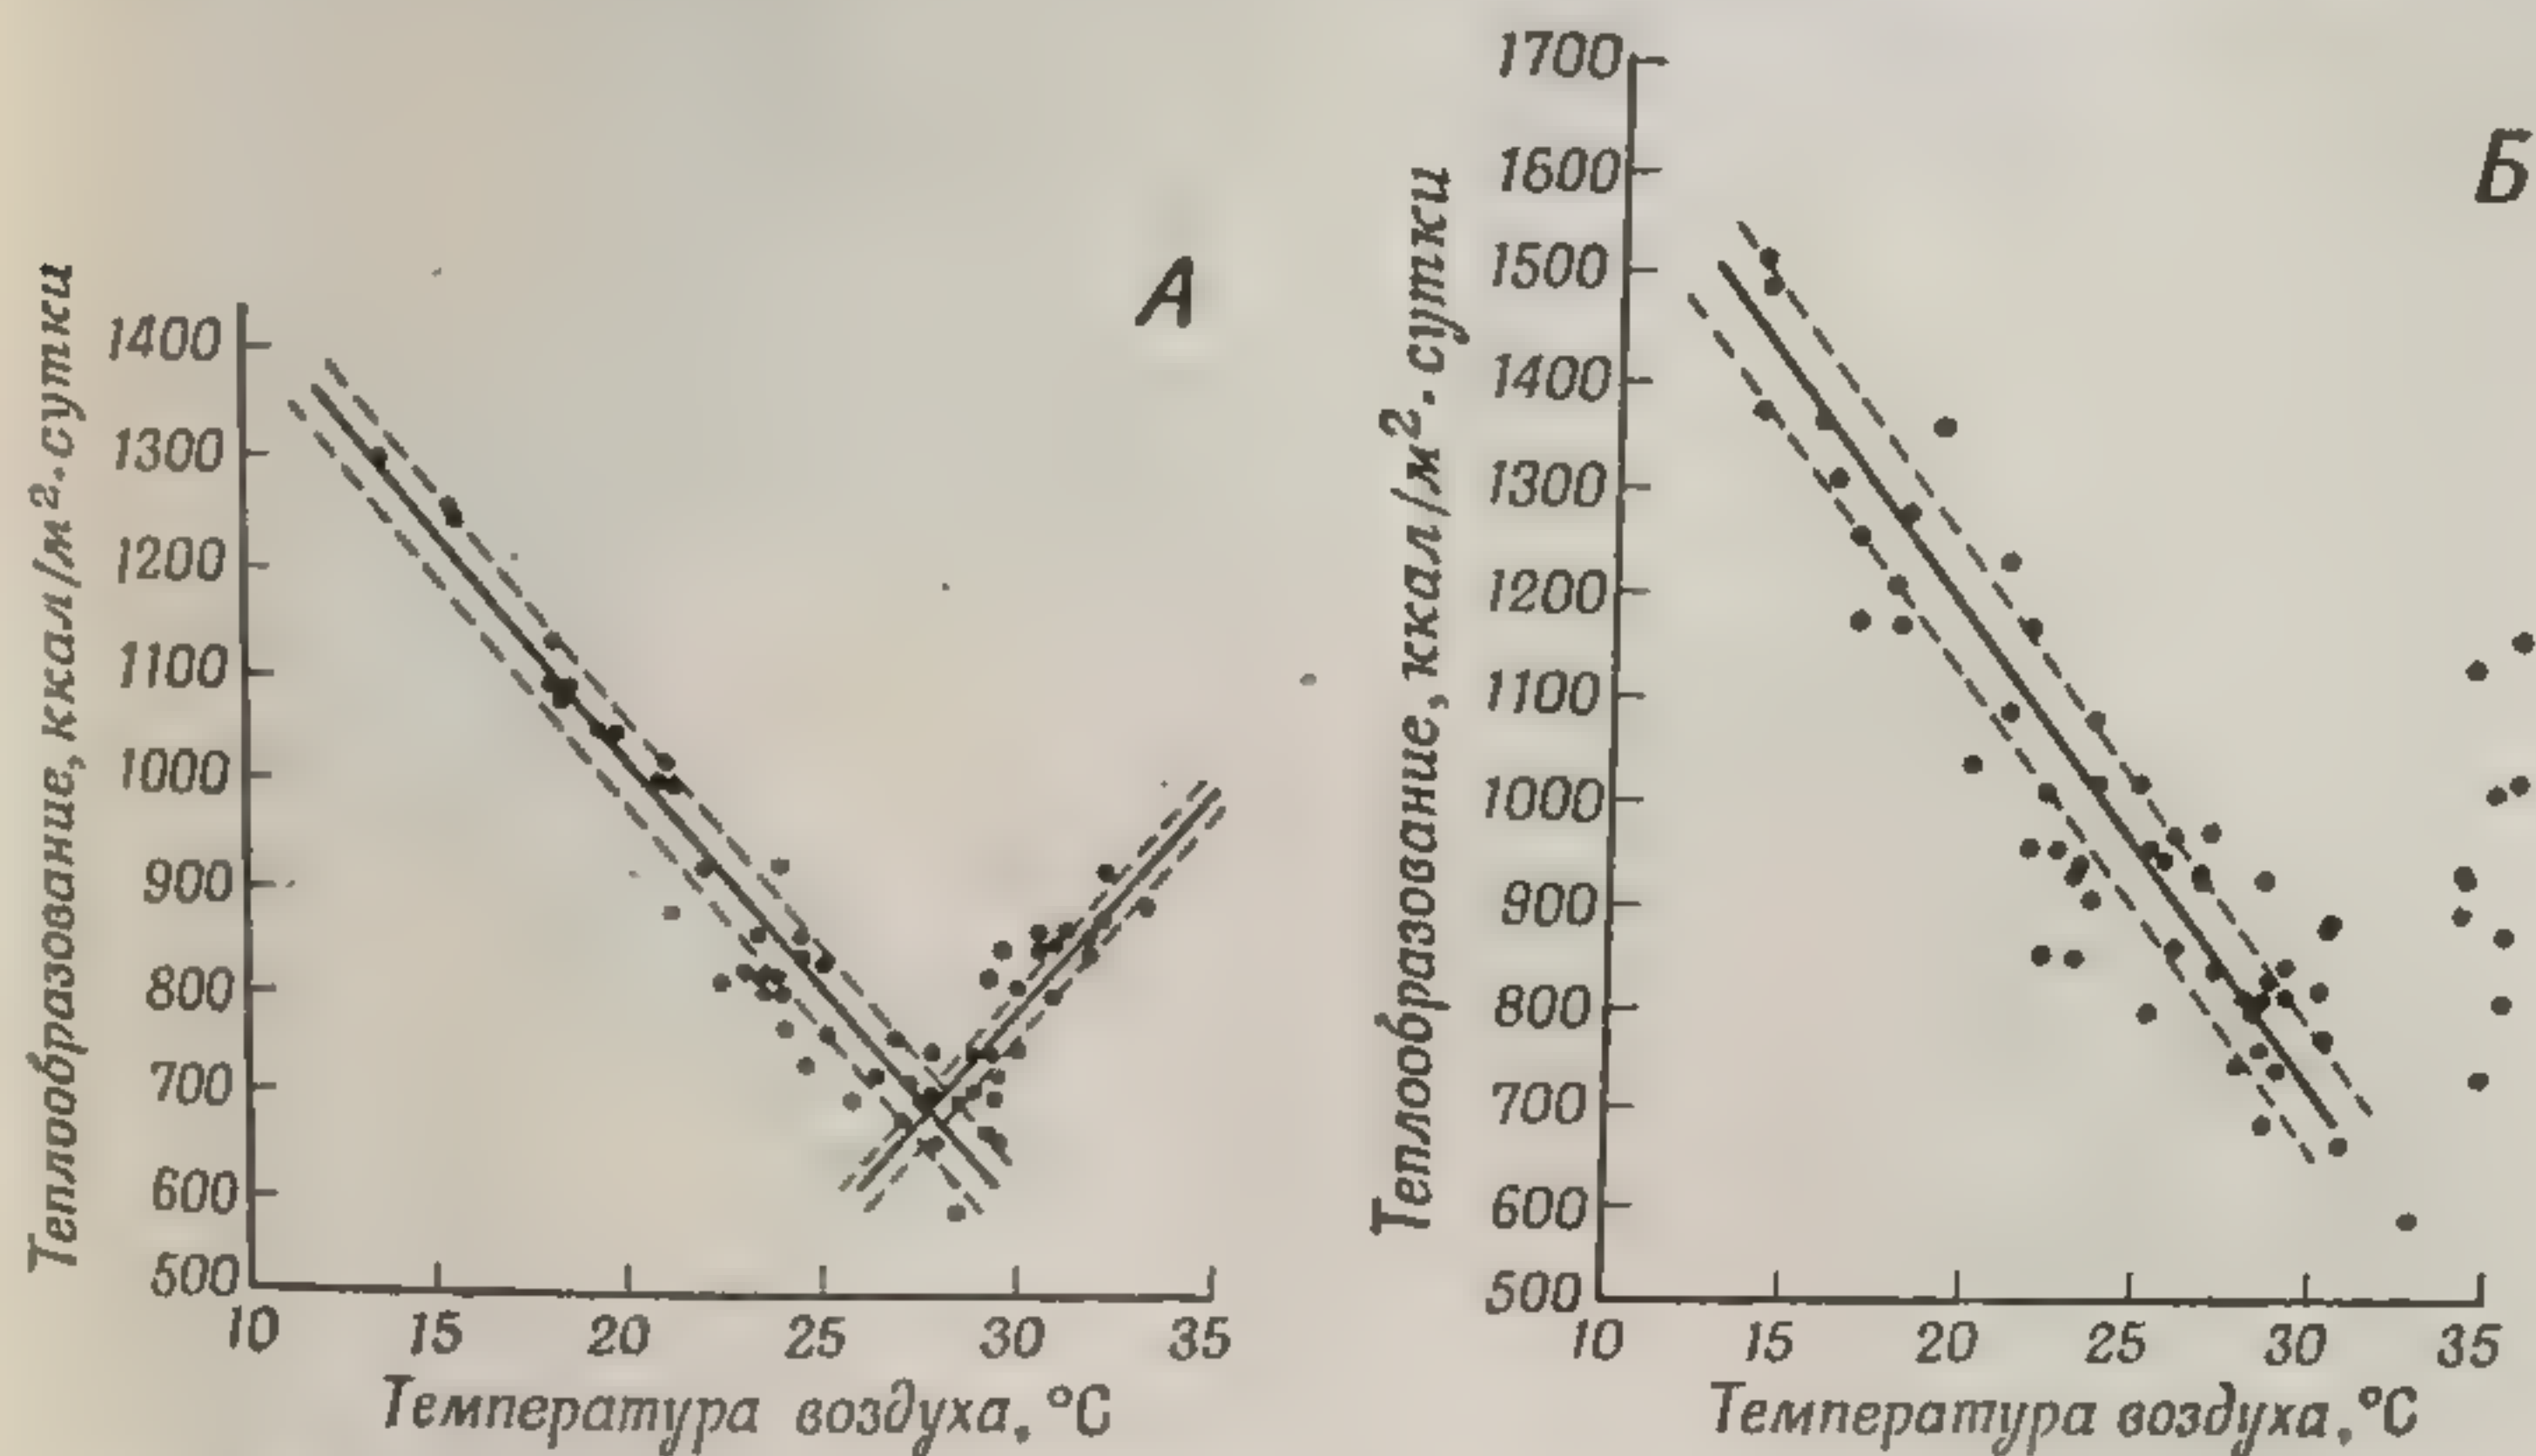 А
Теплообразование, ккал/м². сутки
1400
1300
1200
1100
1000
900
800
700
600
500
10 15 20 25 30 35
Температура воздуха, °С
Б
Теплообразование, ккал/м². сутки
1700
1600
1500
1400
1300
1200
1100
1000
900
800
700
600
500
10 15 20 25 30 35
Температура воздуха, °С